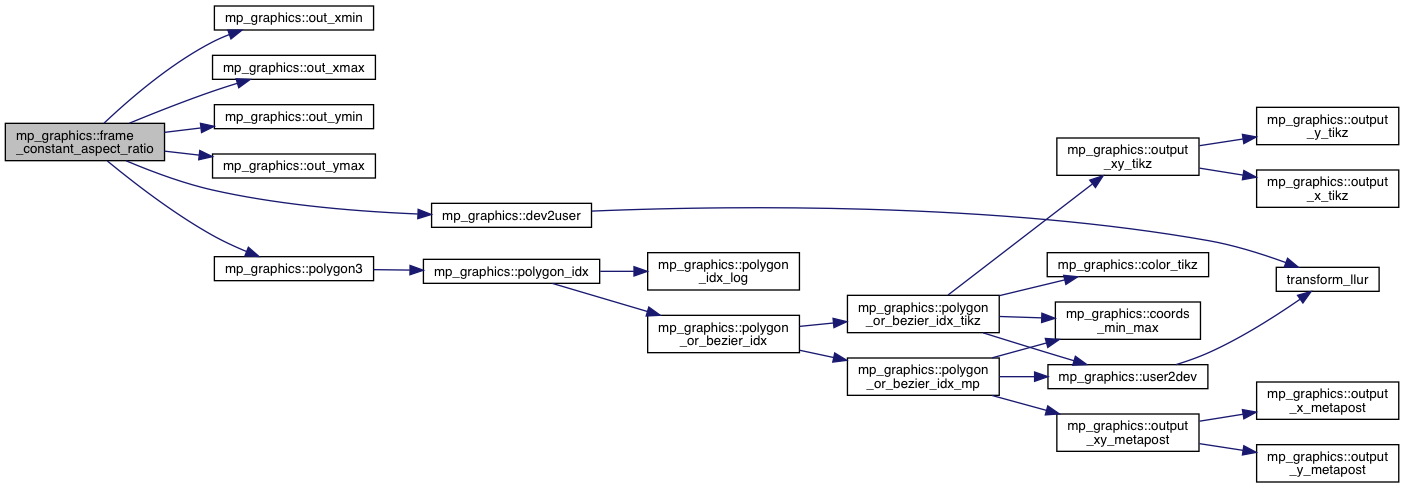 mp_graphics::out_xmin
mp_graphics::out_xmax
mp_graphics::out_ymin
mp_graphics::frame
_constant_aspect_ratio
mp_graphics::out_ymax
mp_graphics::dev2user
mp_graphics::polygon3
mp_graphics::polygon_idx
mp_graphics::polygon
_idx_log
mp_graphics::polygon
_or_bezier_idx
mp_graphics::polygon
_or_bezier_idx_tikz
mp_graphics::polygon
_or_bezier_idx_mp
mp_graphics::output
_xy_tikz
mp_graphics::color_tikz
mp_graphics::coords
_min_max
mp_graphics::user2dev
mp_graphics::output
_xy_metapost
mp_graphics::output
_y_tikz
mp_graphics::output
_x_tikz
transform_llur
mp_graphics::output
_x_metapost
mp_graphics::output
_y_metapost